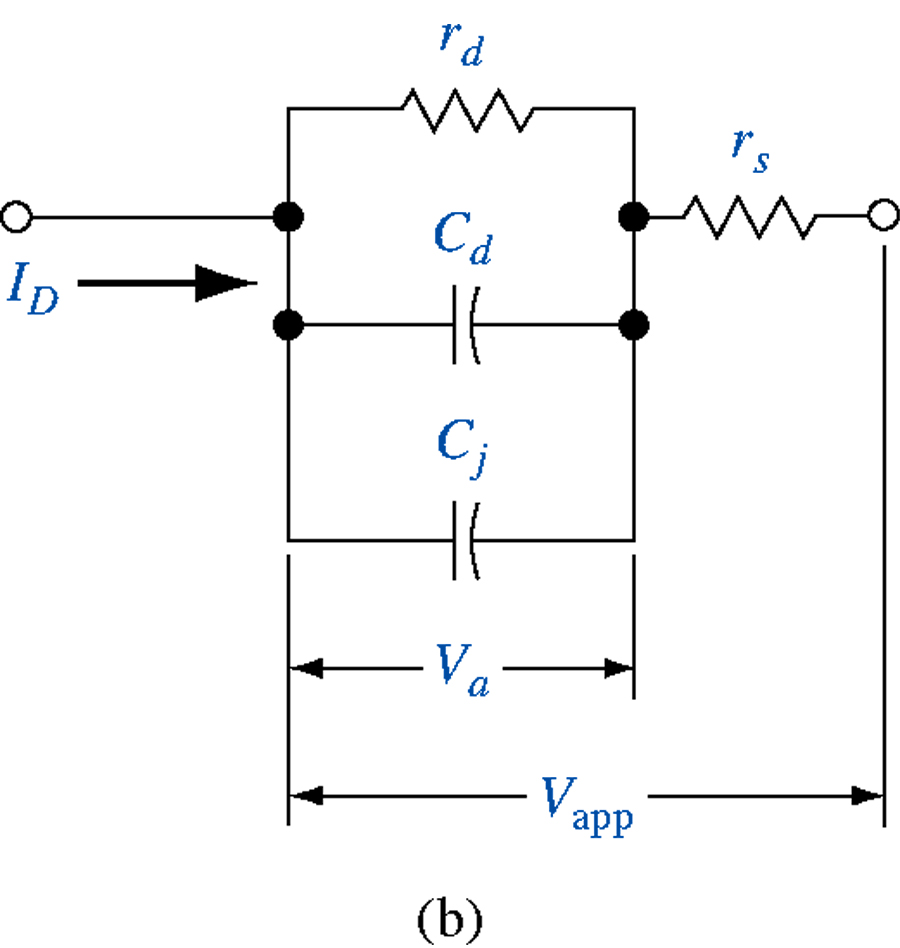 r_d
r_s
C_d
I_D
C_j
V_a
V_app
(b)